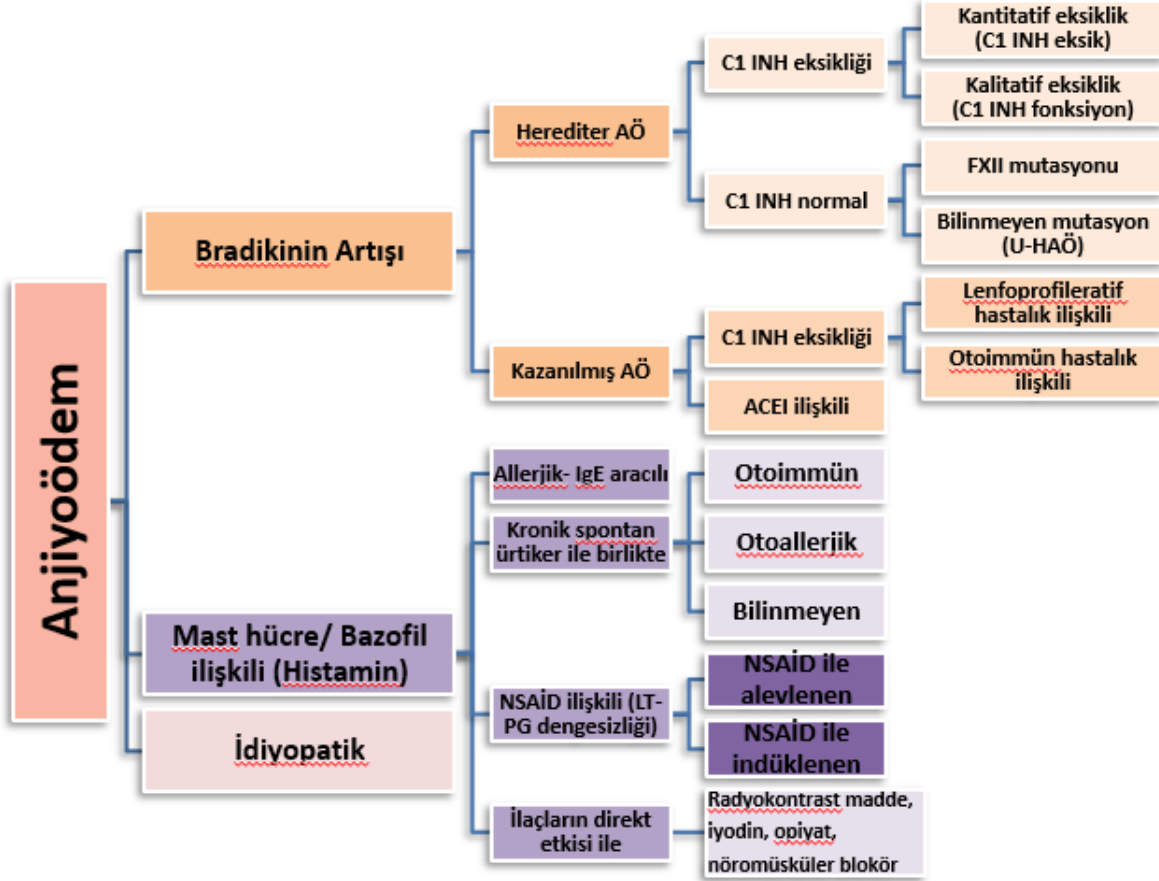 Anjiyoödem
Bradikinin Artışı
Herediter AÖ
C1 INH eksikliği
Kantitatif eksiklik
(C1 INH eksik)
Kalitatif eksiklik
(C1 INH fonksiyon)
C1 INH normal
FXII mutasyonu
Bilinmeyen mutasyon
(U-HAÖ)
Kazanılmış AÖ
C1 INH eksikliği
Lenfoprofileratif
hastalık ilişkili
Otoimmün hastalık
ilişkili
ACEI ilişkili
Mast hücre/ Bazofil
ilişkili (Histamin)
Allerjik- IgE aracılı
Kronik spontan
ürtiker ile birlikte
Otoimmün
Otoallerjik
Bilinmeyen
NSAİD ilişkili (LT-
PG dengesizliği)
NSAİD ile
alevlenen
NSAİD ile
indüklenen
İlaçların direkt
etkisi ile
Radyokontrast madde,
iyodin, opiyat,
nöromüsküler blokör
İdiyopatik